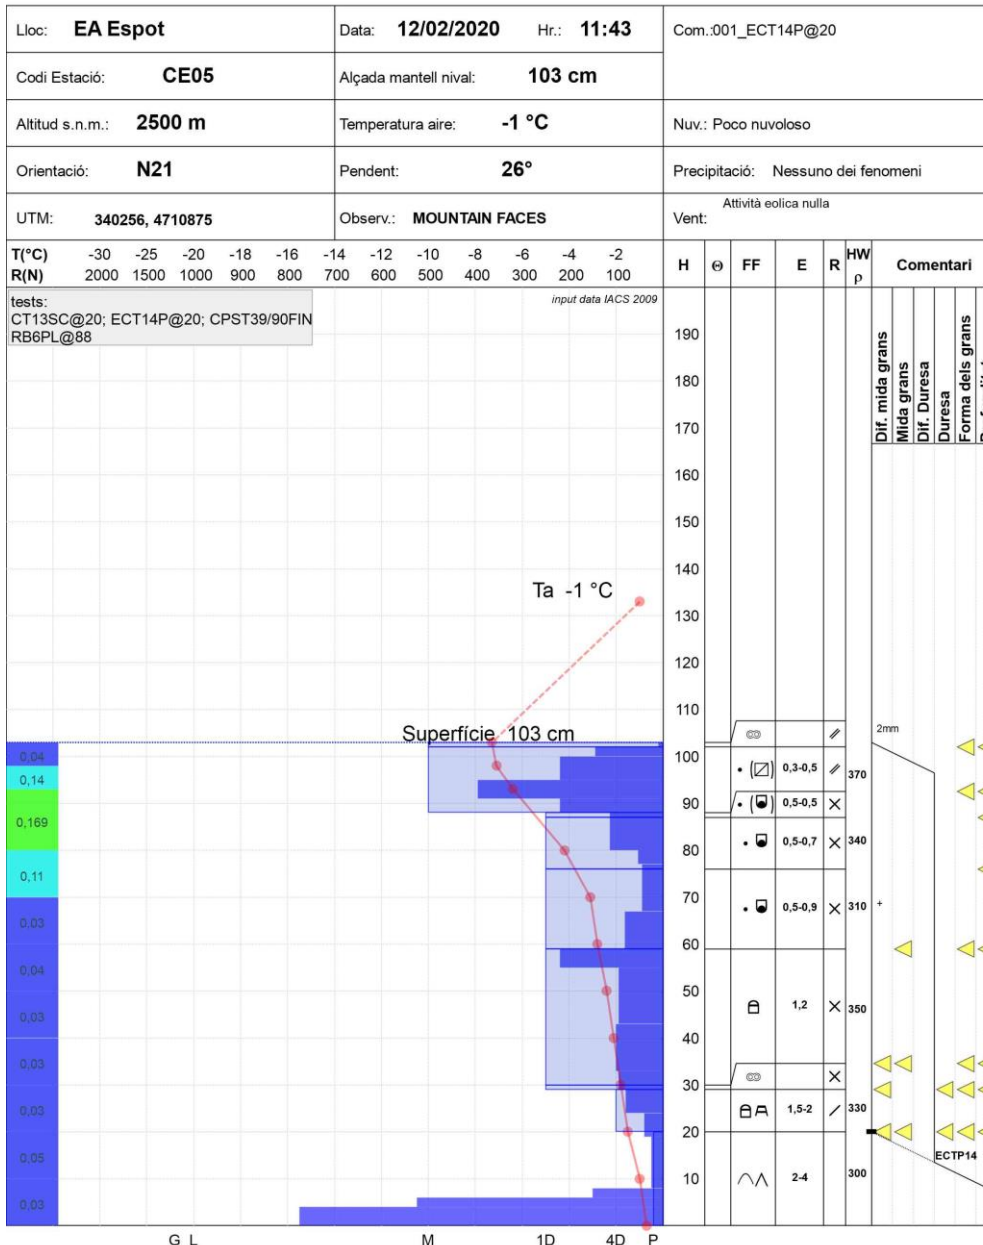 Lloc: EA Espot Data: 12/02/2020 Hr.: 11:43 Com.:001_ECT14P@20
Codi Estació: CE05 Alçada mantell nival: 103 cm
Altitud s.n.m.: 2500 m Temperatura aire: -1 °C Nuv.: Poco nuvoloso
Orientació: N21 Pendent: 26° Precipitació: Nessuno dei fenomeni
UTM: 340256, 4710875 Observ.: MOUNTAIN FACES Vent: Attività eolica nulla
T(°C) -30 -25 -20 -18 -16 -14 -12 -10 -8 -6 -4 -2
R(N) 2000 1500 1000 900 800 700 600 500 400 300 200 100
H Θ FF E R HW ρ Comentari
tests:
CT13SC@20; ECT14P@20; CPST39/90FIN
RB6PL@88
input data IACS 2009
Dif. mida grans
Mida grans
Dif. Duresa
Duresa
Forma dels grans
190
180
170
160
150
140
Ta -1 °C
130
120
110
Superfície 103 cm
2mm
0,04 100
0,14 0,3-0,5 370
90 0,5-0,5
0,169
80 0,5-0,7 340
0,11
70 0,5-0,9 310 +
0,03
60
0,04
50 1,2 350
0,03
40
0,03
30
0,03 1,5-2 330
20
ECTP14
0,05
10 2-4 300
0,03
G L M 1D 4D P